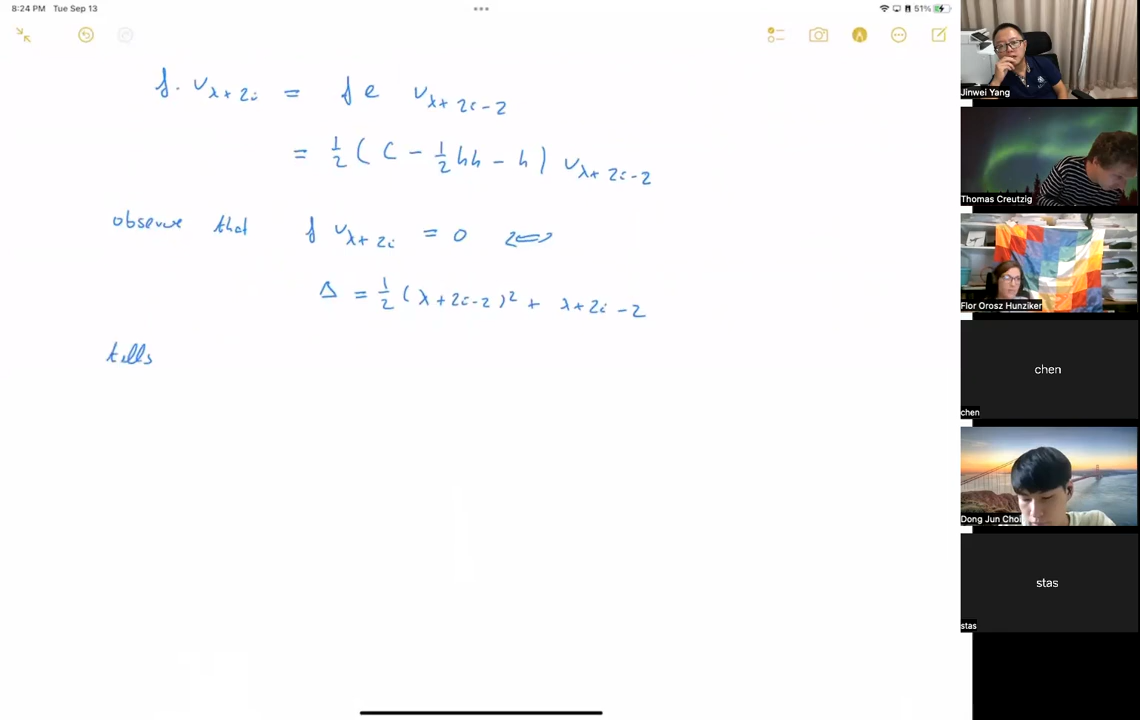 8:24 PM Tue Sep 13
51%
f. v_{λ+2i} = f e v_{λ+2i-2}
= 1/2 ( C - 1/2 hh - h ) v_{λ+2i-2}
observe that f v_{λ+2i} = 0 <=>
Δ = 1/2 (λ+2i-2)² + λ+2i-2
tells
Jinwei Yang
Thomas Creutzig
Flor Orosz Hunziker
chen
chen
Dong Jun Choi
stas
stas